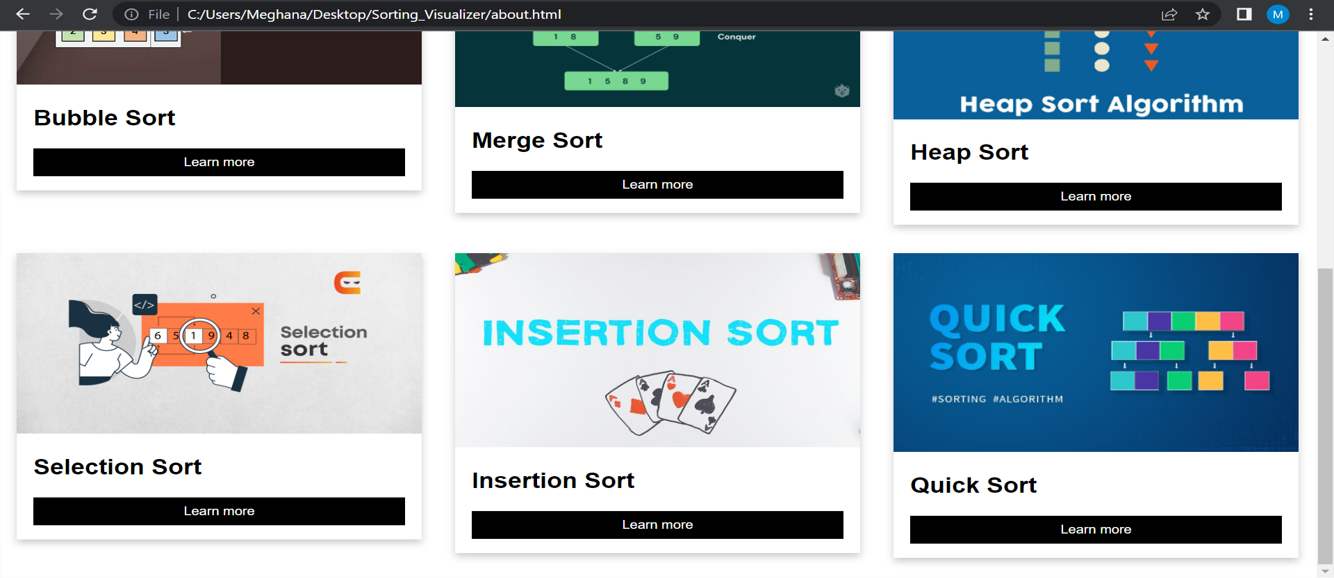 File
C:/Users/Meghana/Desktop/Sorting_Visualizer/about.html
M
2 3 4 5
1 8
5 9
Conquer
1 5 8 9
Heap Sort Algorithm
Bubble Sort
Learn more
Merge Sort
Learn more
Heap Sort
Learn more
</>
6 5 1 9 4 8
Selection
sort
INSERTION SORT
A A A A
QUICK
SORT
#SORTING #ALGORITHM
Selection Sort
Learn more
Insertion Sort
Learn more
Quick Sort
Learn more